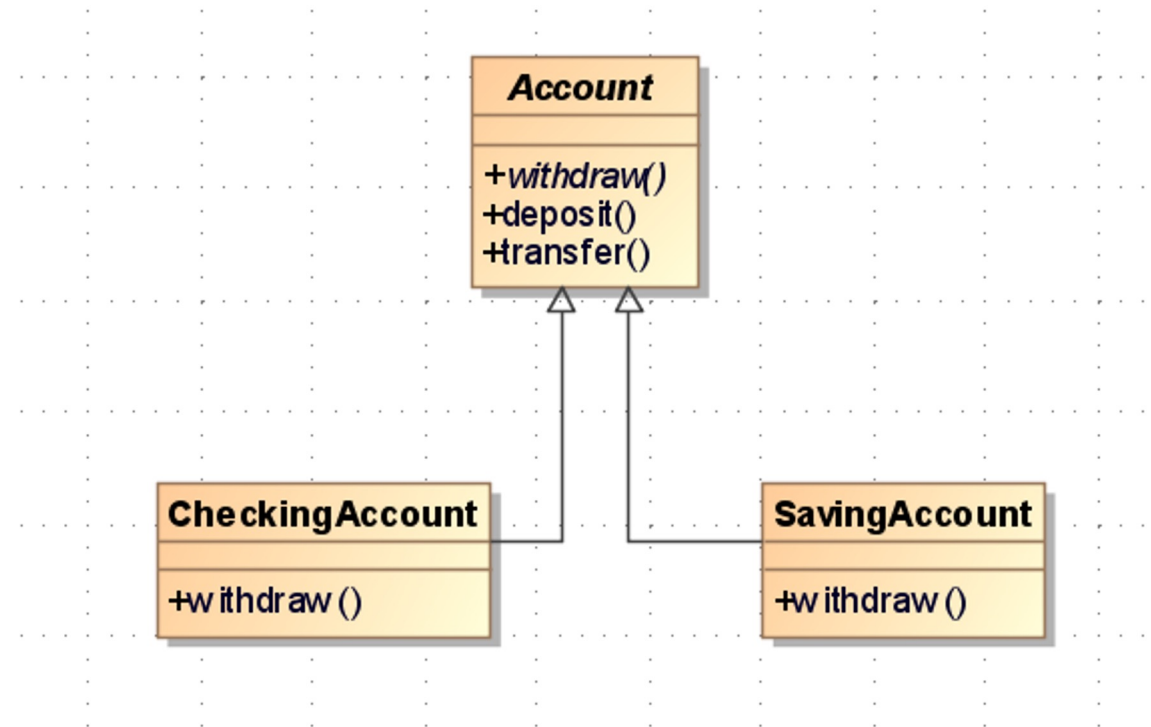 Account
+withdraw()
+deposit()
+transfer()
CheckingAccount
+withdraw()
SavingAccount
+withdraw()